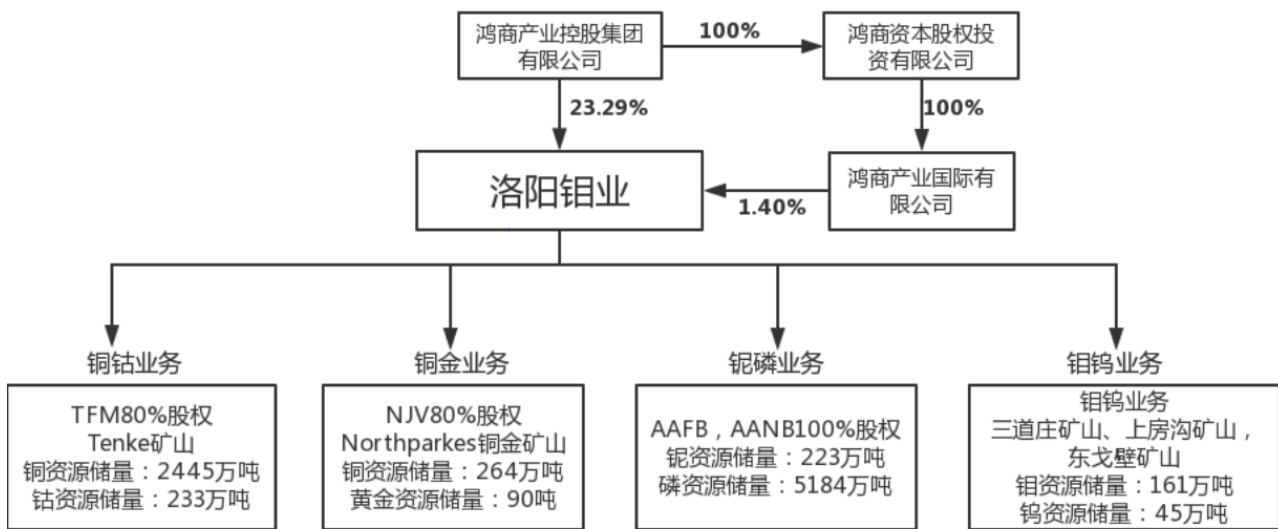 鸿商产业控股集团
有限公司
100%
鸿商资本股权投
资有限公司
23.29%
100%
洛阳钼业
1.40%
鸿商产业国际有
限公司
铜钴业务
TFM80%股权
Tenke矿山
铜资源储量：2445万吨
钴资源储量：233万吨
铜金业务
NJV80%股权
Northparkes铜金矿山
铜资源储量：264万吨
黄金资源储量：90吨
铌磷业务
AAFB，AANB100%股权
铌资源储量：223万吨
磷资源储量：5184万吨
钼钨业务
钼钨业务
三道庄矿山、上房沟矿山，
东戈壁矿山
钼资源储量：161万吨
钨资源储量：45万吨